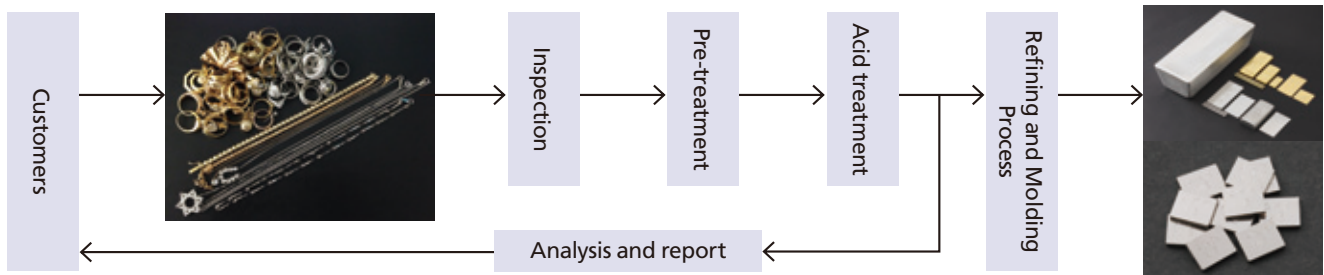 Customers
Inspection
Pre-treatment
Acid treatment
Refining and Molding
Process
Analysis and report